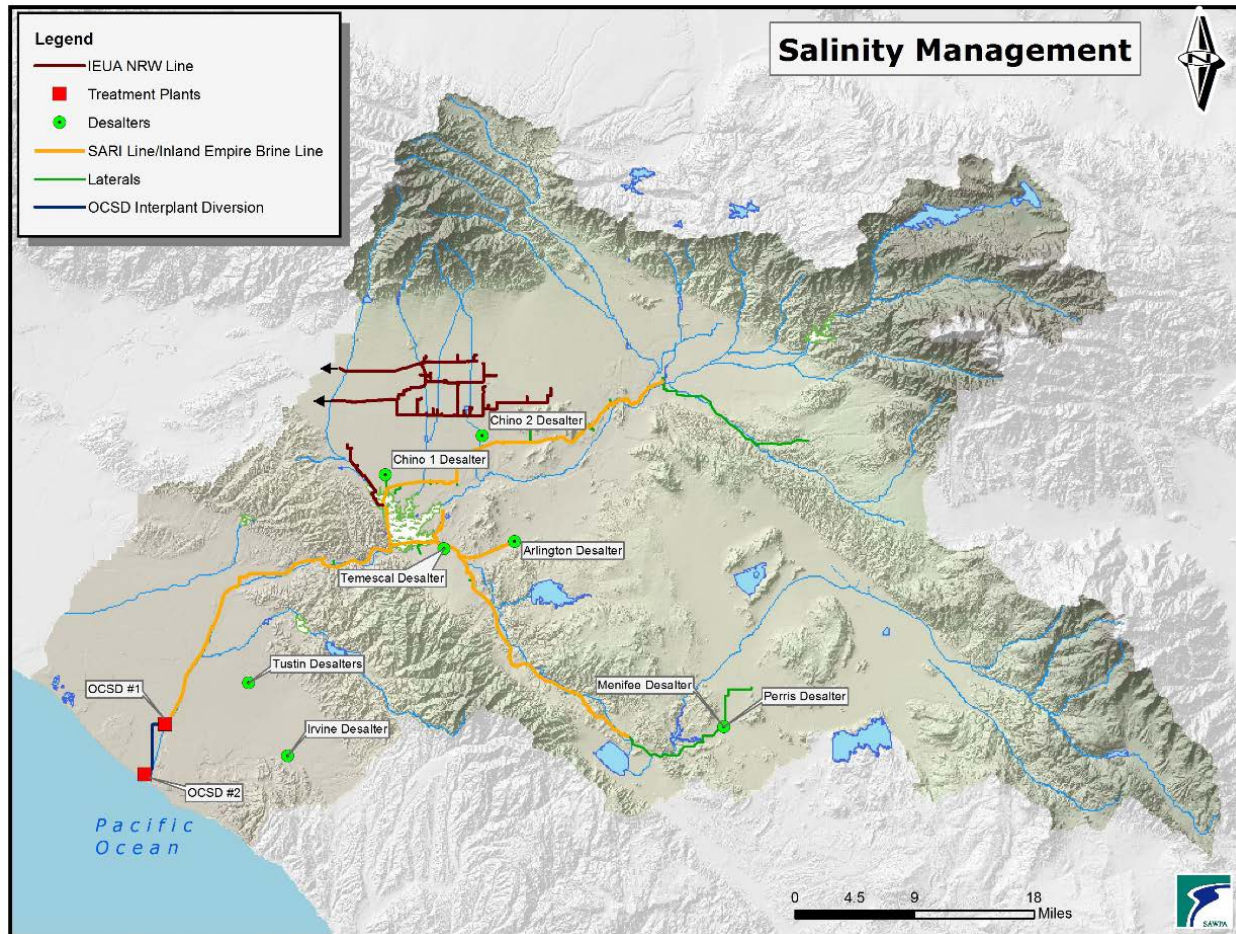 Legend
IEUA NRW Line
Treatment Plants
Desalters
SARI Line/Inland Empire Brine Line
Laterals
OCSD Interplant Diversion
Salinity Management
N
Chino 2 Desalter
Chino 1 Desalter
Arlington Desalter
Temescal Desalter
Tustin Desalters
OCSD #1
Menifee Desalter
Perris Desalter
Irvine Desalter
OCSD #2
Pacific
Ocean
0 4.5 9 18
Miles
SAWPA